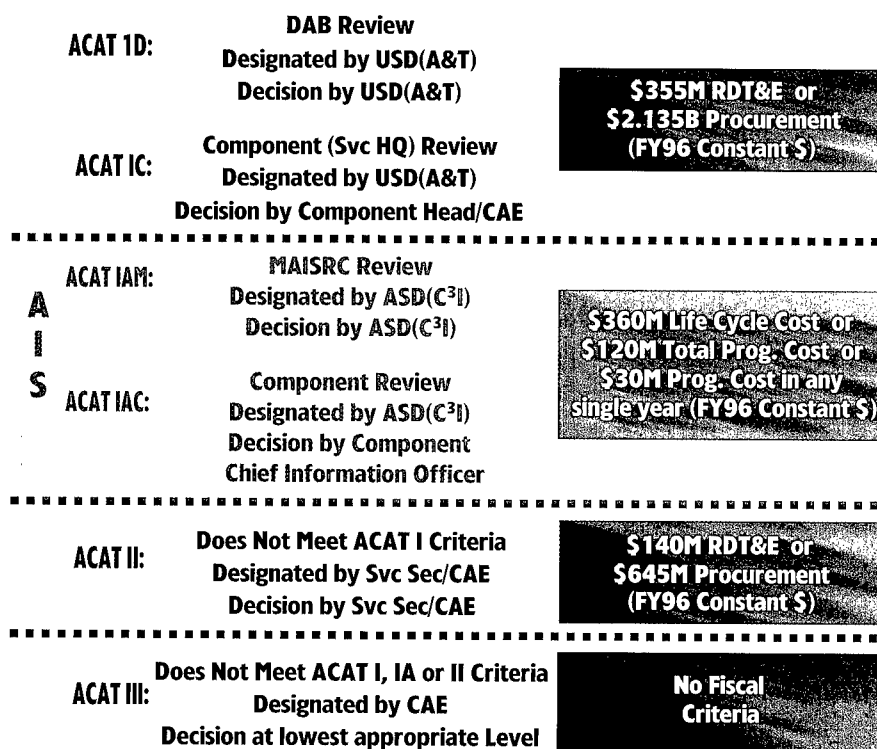 ACAT 1D:
DAB Review
Designated by USD(A&T)
Decision by USD(A&T)
$355M RDT&E or
$2.135B Procurement
(FY96 Constant $)
ACAT IC:
Component (Svc HQ) Review
Designated by USD(A&T)
Decision by Component Head/CAE
AIS
ACAT IAM:
MAISRC Review
Designated by ASD(C³I)
Decision by ASD(C³I)
$360M Life Cycle Cost or
$120M Total Prog. Cost or
$30M Prog. Cost in any
single year (FY96 Constant $)
ACAT IAC:
Component Review
Designated by ASD(C³I)
Decision by Component
Chief Information Officer
ACAT II:
Does Not Meet ACAT I Criteria
Designated by Svc Sec/CAE
Decision by Svc Sec/CAE
$140M RDT&E or
$645M Procurement
(FY96 Constant $)
ACAT III:
Does Not Meet ACAT I, IA or II Criteria
Designated by CAE
Decision at lowest appropriate Level
No Fiscal
Criteria